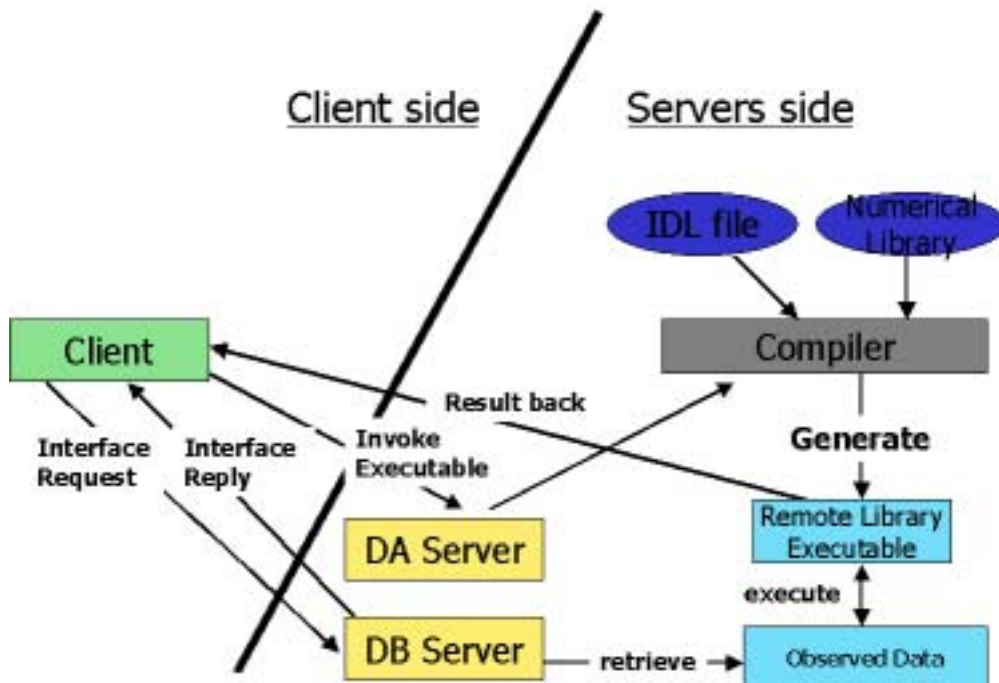 Client side
Servers side
IDL file
Numerical
Library
Client
Compiler
Result back
Interface
Request
Interface
Reply
Invoke
Executable
Generate
Remote Library
Executable
DA Server
execute
DB Server
retrieve
Observed Data